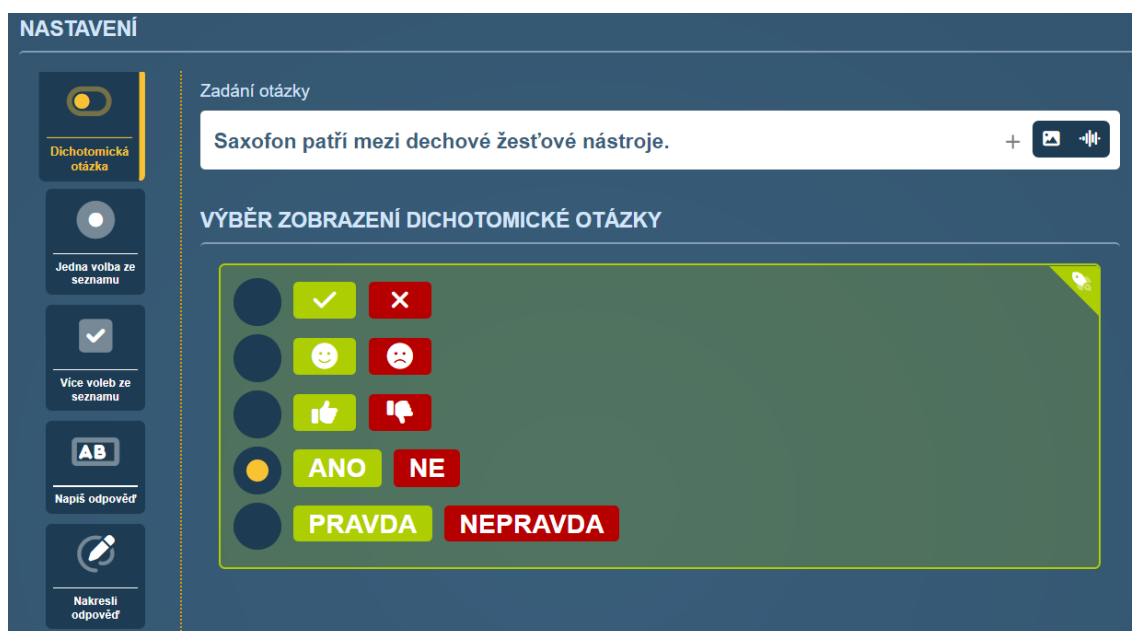 NASTAVENÍ
Dichotomická
otázka
Jedna volba ze
seznamu
Více voleb ze
seznamu
AB
Napiš odpověď
Nakresli
odpověď
Zadání otázky
Saxofon patří mezi dechové žesťové nástroje.
VÝBĚR ZOBRAZENÍ DICHOTOMICKÉ OTÁZKY
ANO NE
PRAVDA NEPRAVDA